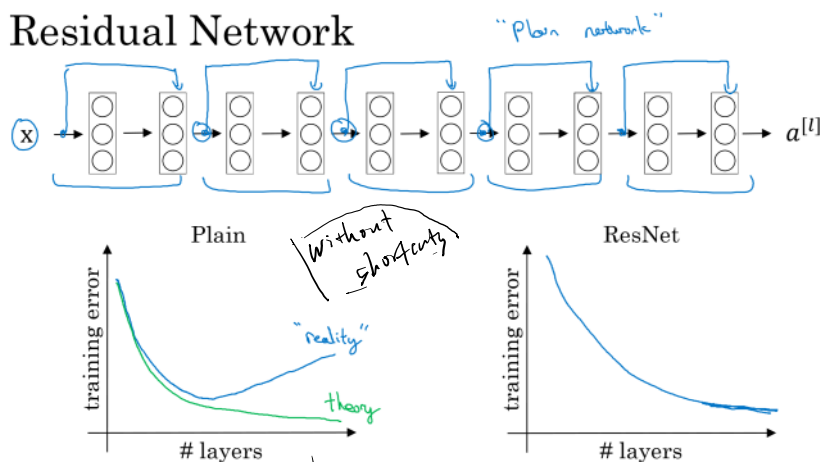 Residual Network
"Plain network"
x
a^[l]
Plain
without
shortcuts
ResNet
training error
"reality"
theory
# layers
training error
# layers